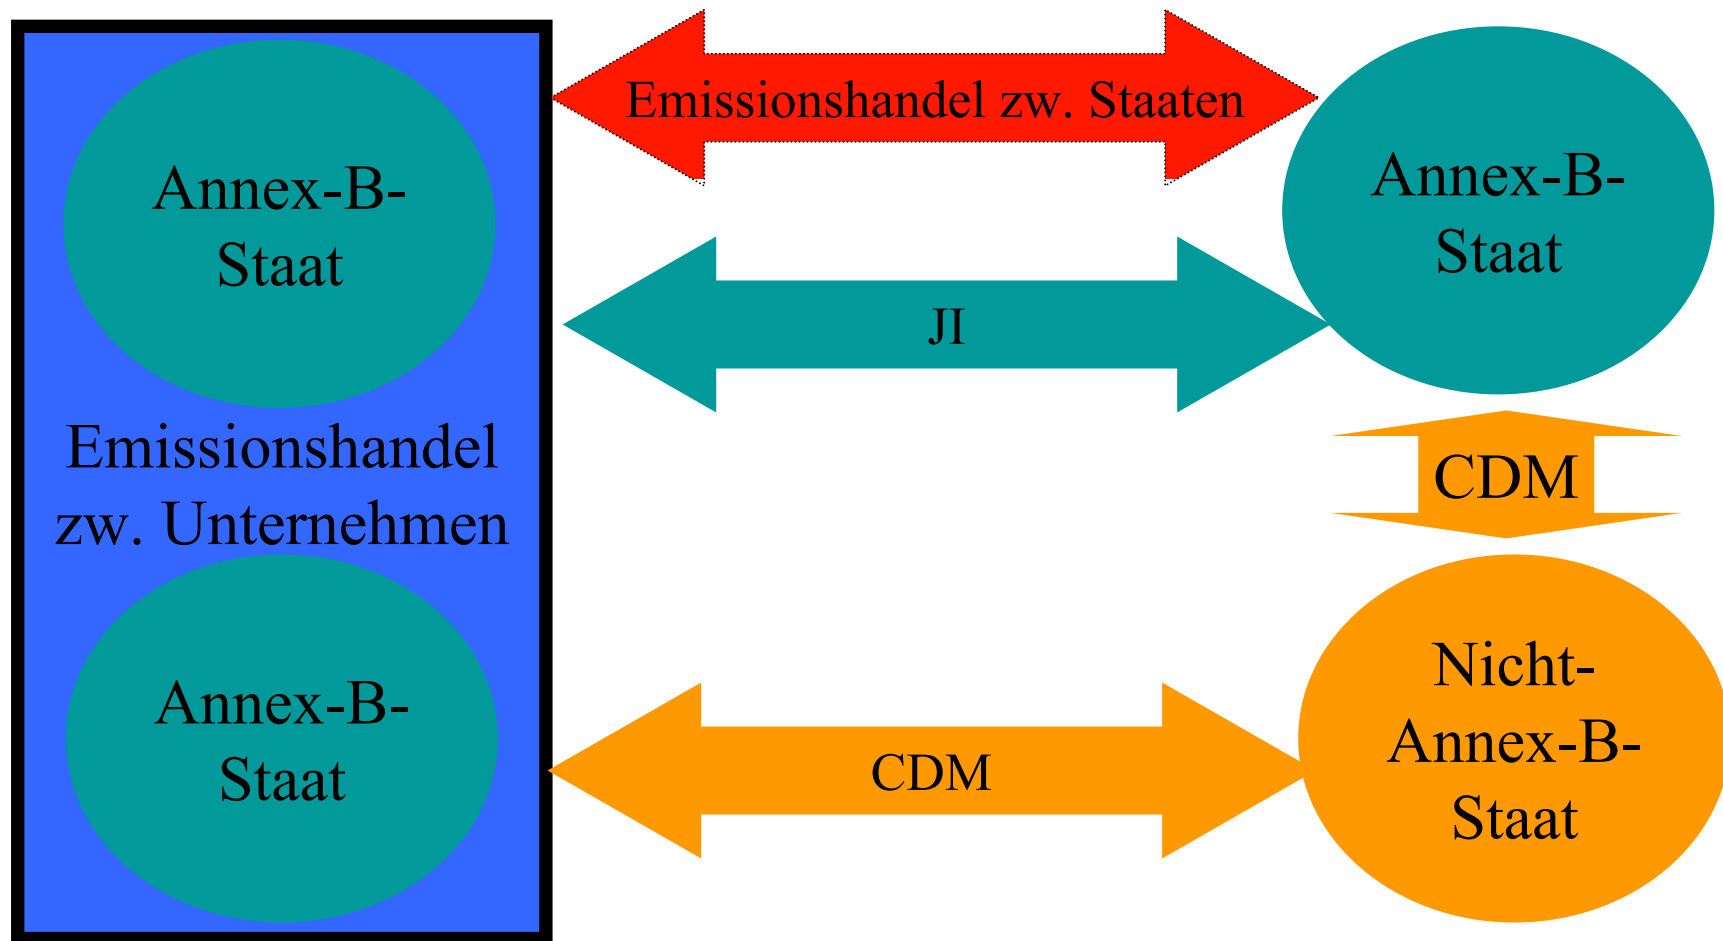 Emissionshandel zw. Staaten
Annex-B-
Staat
Annex-B-
Staat
JI
Emissionshandel
zw. Unternehmen
CDM
Annex-B-
Staat
CDM
Nicht-
Annex-B-
Staat